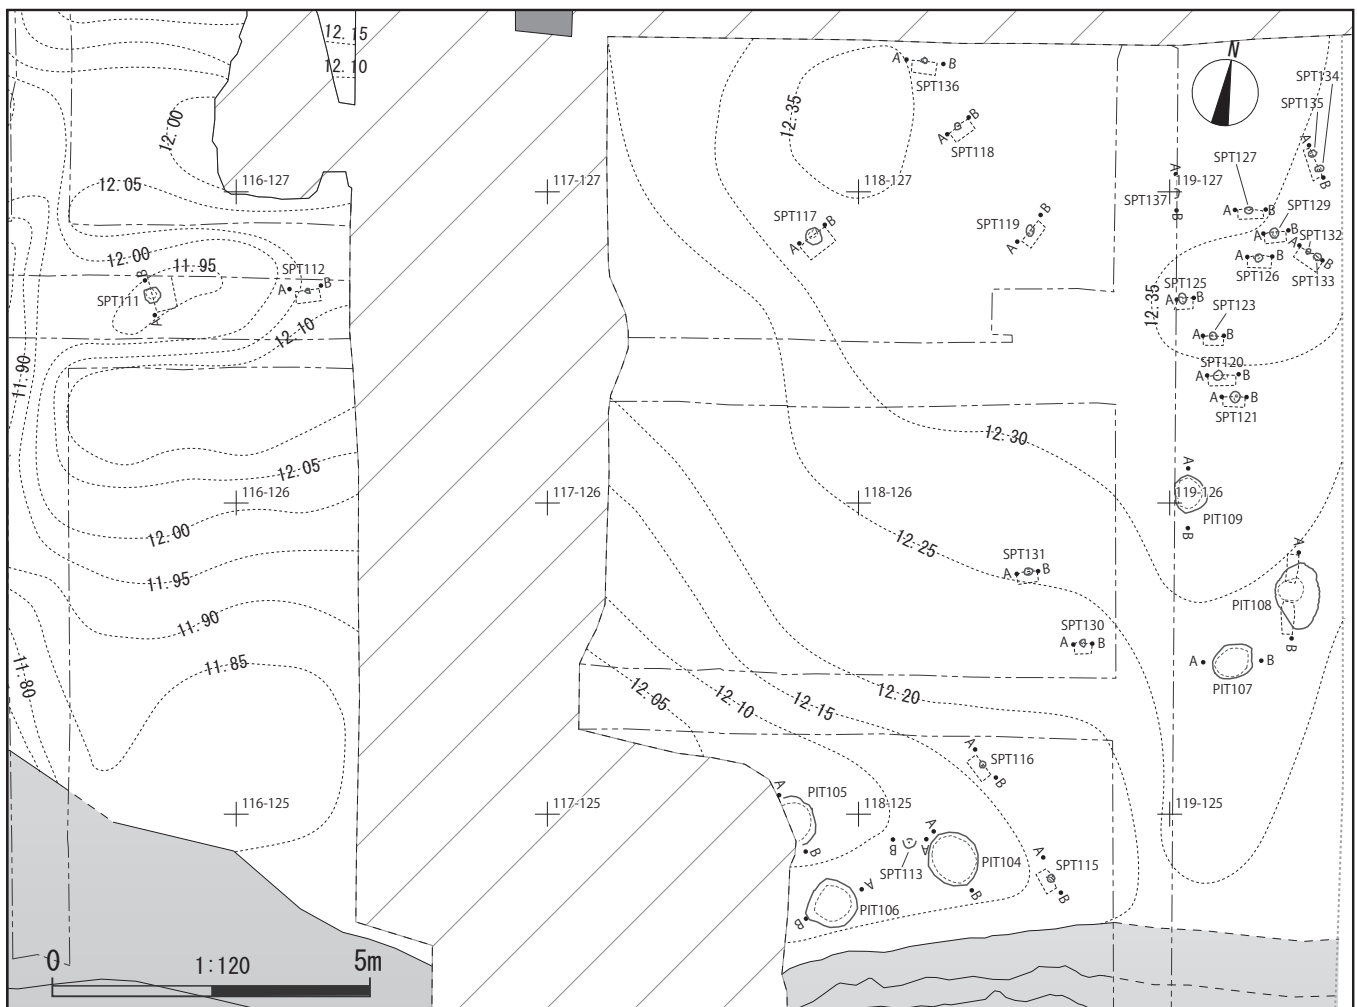 12.15
12.10
N
A B
SPT136
SPT134
SPT135
12.35
12.00
A B
SPT118
SPT127
A
12.05
116-127
117-127
118-127
119-127
SPT137
B
A B
SPT129
A B
SPT117
A B
SPT119
A B
SPT132
A B
SPT133
A B
SPT126
A B
12.00
11.95
SPT112
B
SPT111
A
A B
SPT125
A B
12.35
SPT123
A B
12.10
11.90
SPT120
A B
A B
SPT121
12.30
12.05
A
116-126
117-126
118-126
119-126
PIT109
B
12.00
12.25
SPT131
A B
A
11.95
PIT108
B
11.90
SPT130
A B
11.85
11.80
A B
PIT107
12.05
12.10
12.15
12.20
A
SPT116
B
A
PIT105
B
116-125
117-125
118-125
119-125
A
B A
SPT113
PIT104
B
A
SPT115
B
A
PIT106
B
0 1:120 5m